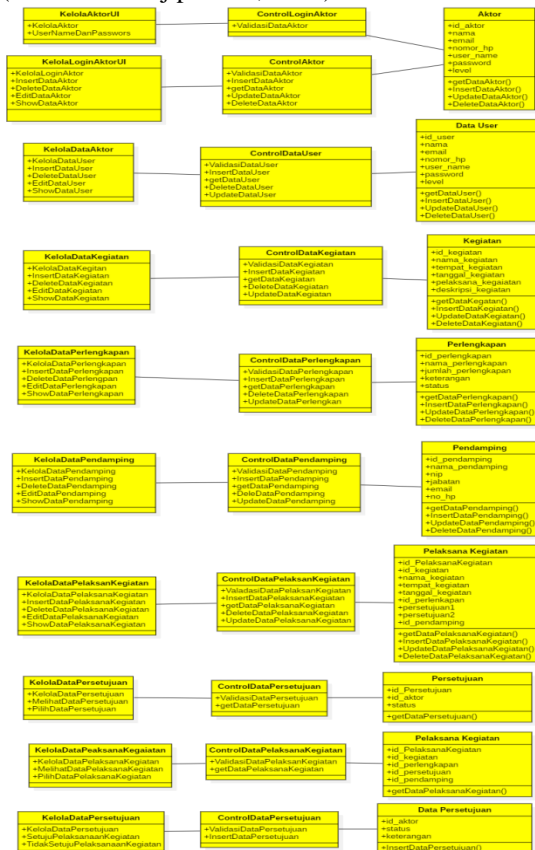 KelolaAktorUI
+KelolaAktor
+UserNameDanPasswors
ControlLoginAktor
+ValidasiDataAktor
Aktor
+id_aktor
+nama
+email
+nomor_hp
+user_name
+password
+level
+getDataAktor()
+InsertDataAktor()
+UpdateDataAktor()
+DeleteDataAktor()
KelolaLoginAktorUI
+KelolaLoginAktor
+InsertDataAktor
+DeleteDataAktor
+EditDataAktor
+ShowDataAktor
ControlAktor
+ValidasiDataAktor
+InsertDataAktor
+getDataAktor
+UpdateDataAktor
+DeleteDataAktor
KelolaDataAktor
+KelolaDataUser
+InsertDataUser
+DeleteDataUser
+EditDataUser
+ShowDataUser
ControlDataUser
+ValidasiDataUser
+InsertDataUser
+getDataUser
+DeleteDataUser
+UpdateDataUser
Data User
+id_user
+nama
+email
+nomor_hp
+user_name
+password
+level
+getDataUser()
+InsertDataUser()
+UpdateDataUser()
+DeleteDataUser()
KelolaDataKegiatan
+KelolaDataKegitan
+InsertDataKegiatan
+DeleteDataKegiatan
+EditDataKegiatan
+ShowDataKegiatan
ControlDataKegiatan
+ValidasiDataKegiatan
+InsertDataKegiatan
+getDataKegiatan
+DeleteDataKegiatan
+UpdateDataKegiatan
Kegiatan
+id_kegiatan
+nama_kegiatan
+tempat_kegiatan
+tanggal_kegiatan
+pelaksana_kegaiatan
+deskripsi_kegiatan
+getDataKegatan()
+InsertDataKegiatan()
+UpdateDataKegiatan()
+DeleteDataKegiatan()
KelolaDataPerlengkapan
+KelolaDataPerlengkapan
+InsertDataPerlengkapan
+DeleteDataPerlengpan
+EditDataPerlengkapan
+ShowDataPerlengkapan
ControlDataPerlengkapan
+ValidasiDataPerlengkapan
+InsertDataPerlengkapan
+getDataPerlengkapan
+DeleteDataPerlengkapan
+UpdateDataPerlengkan
Perlengkapan
+id_perlengkapan
+nama_perlengkapan
+jumlah_perlengkapan
+keterangan
+status
+getDataPerlengkapan()
+InsertDataPerlengkapan()
+UpdateDataPerlengkapan()
+DeleteDataPerlengkapan()
KelolaDataPendamping
+KelolaDataPendamping
+InsertDataPendamping
+DeleteDataPendamping
+EditDataPendamping
+ShowDataPendamping
ControlDataPendamping
+ValidasiDataPendamping
+InsertDataPendamping
+getDataPendamping
+DeleDataPendamping
+UpdateDataPendamping
Pendamping
+id_pendamping
+nama_pendamping
+nip
+jabatan
+email
+no_hp
+getDataPendamping()
+InsertDataPendamping()
+UpdateDataPendamping()
+DeleteDataPendamping()
KelolaDataPelaksanKegiatan
+KelolaDataPelaksanaKegiatan
+InsertDataPelaksanaKegiatan
+DeleteDataPelaksanaKegiatan
+EditDataPelaksanaKegiatan
+ShowDataPelaksanaKegiatan
ControlDataPelaksanKegiatan
+ValadasiDataPelaksanKegiatan
+InsertDataPelaksanaKegiatan
+getDataPelaksanaKegiatan
+DeleteDataPelaksanaKegiatan
+UpdateDataPelaksanaKegiatan
Pelaksana Kegiatan
+id_PelaksanaKegiatan
+id_kegiatan
+nama_kegiatan
+tempat_kegiatan
+tanggal_kegiatan
+id_perlenkapan
+persetujuan1
+persetujuan2
+id_pendamping
+getDataPelaksanaKegiatan()
+InsertDataPelaksanaKegiatan()
+UpdateDataPelaksanaKegiatan()
+DeleteDataPelaksanaKegiatan()
KelolaDataPersetujuan
+KelolaDataPersetujuan
+MelihatDataPersetujuan
+PilihDataPersetujuan
ControlDataPersetujuan
+ValidasiDataPersetujuan
+getDataPersetujuan
Persetujuan
+id_Persetujuan
+id_aktor
+status
+getDataPersetujuan()
KelolaDataPeaksanaKegaiatan
+KelolaDataPelaksanaKegiatan
+MelihatDataPelaksanaKegiatan
+PilihDataPelaksanaKegiatan
ControlDataPelaksanaKegiatan
+ValidasiDataPelaksanaKegiatan
+getDataPelaksanaKegiatan
Pelaksana Kegiatan
+id_PelaksanaKegiatan
+id_kegiatan
+id_perlengkapan
+id_persetujuan
+id_pendamping
+getDataPelaksanaKegiatan()
KelolaDataPersetujuan
+KelolaDataPersetujuan
+SetujuPelaksanaanKegiatan
+TidakSetujuPelaksanaKegiatan
ControlDataPersetujuan
+ValidasiDataPersetujuan
+InsertDataPersetujuan
Data Persetujuan
+id_aktor
+status
+keterangan
+InsertDataPersetujuan()